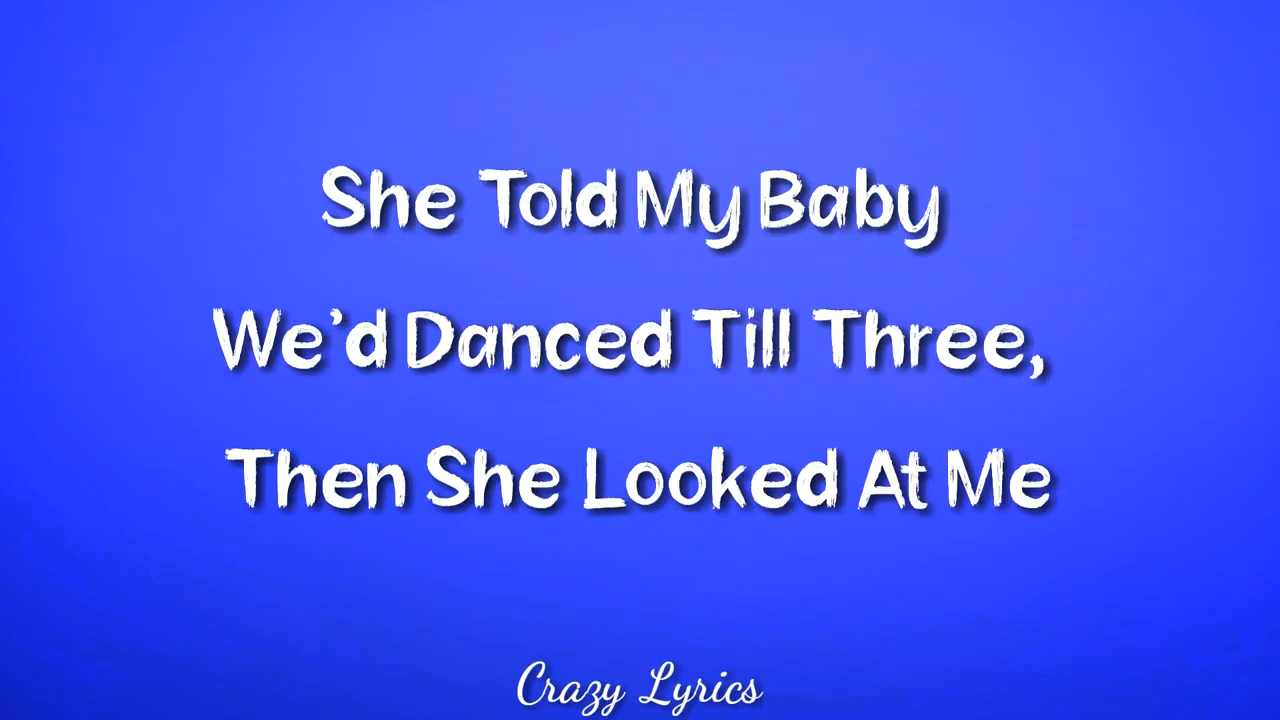 She Told My Baby
We'd Danced Till Three,
Then She Looked At Me
Crazy Lyrics